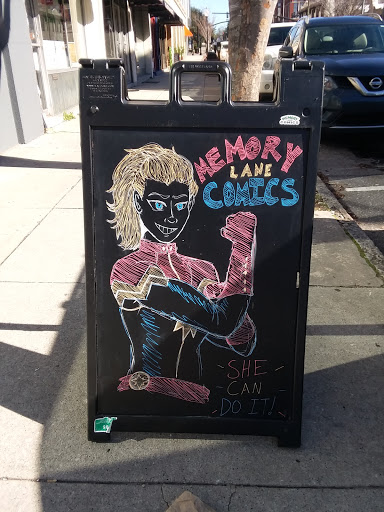 MEMORY
LANE
COMICS
SHE
CAN
DO IT!